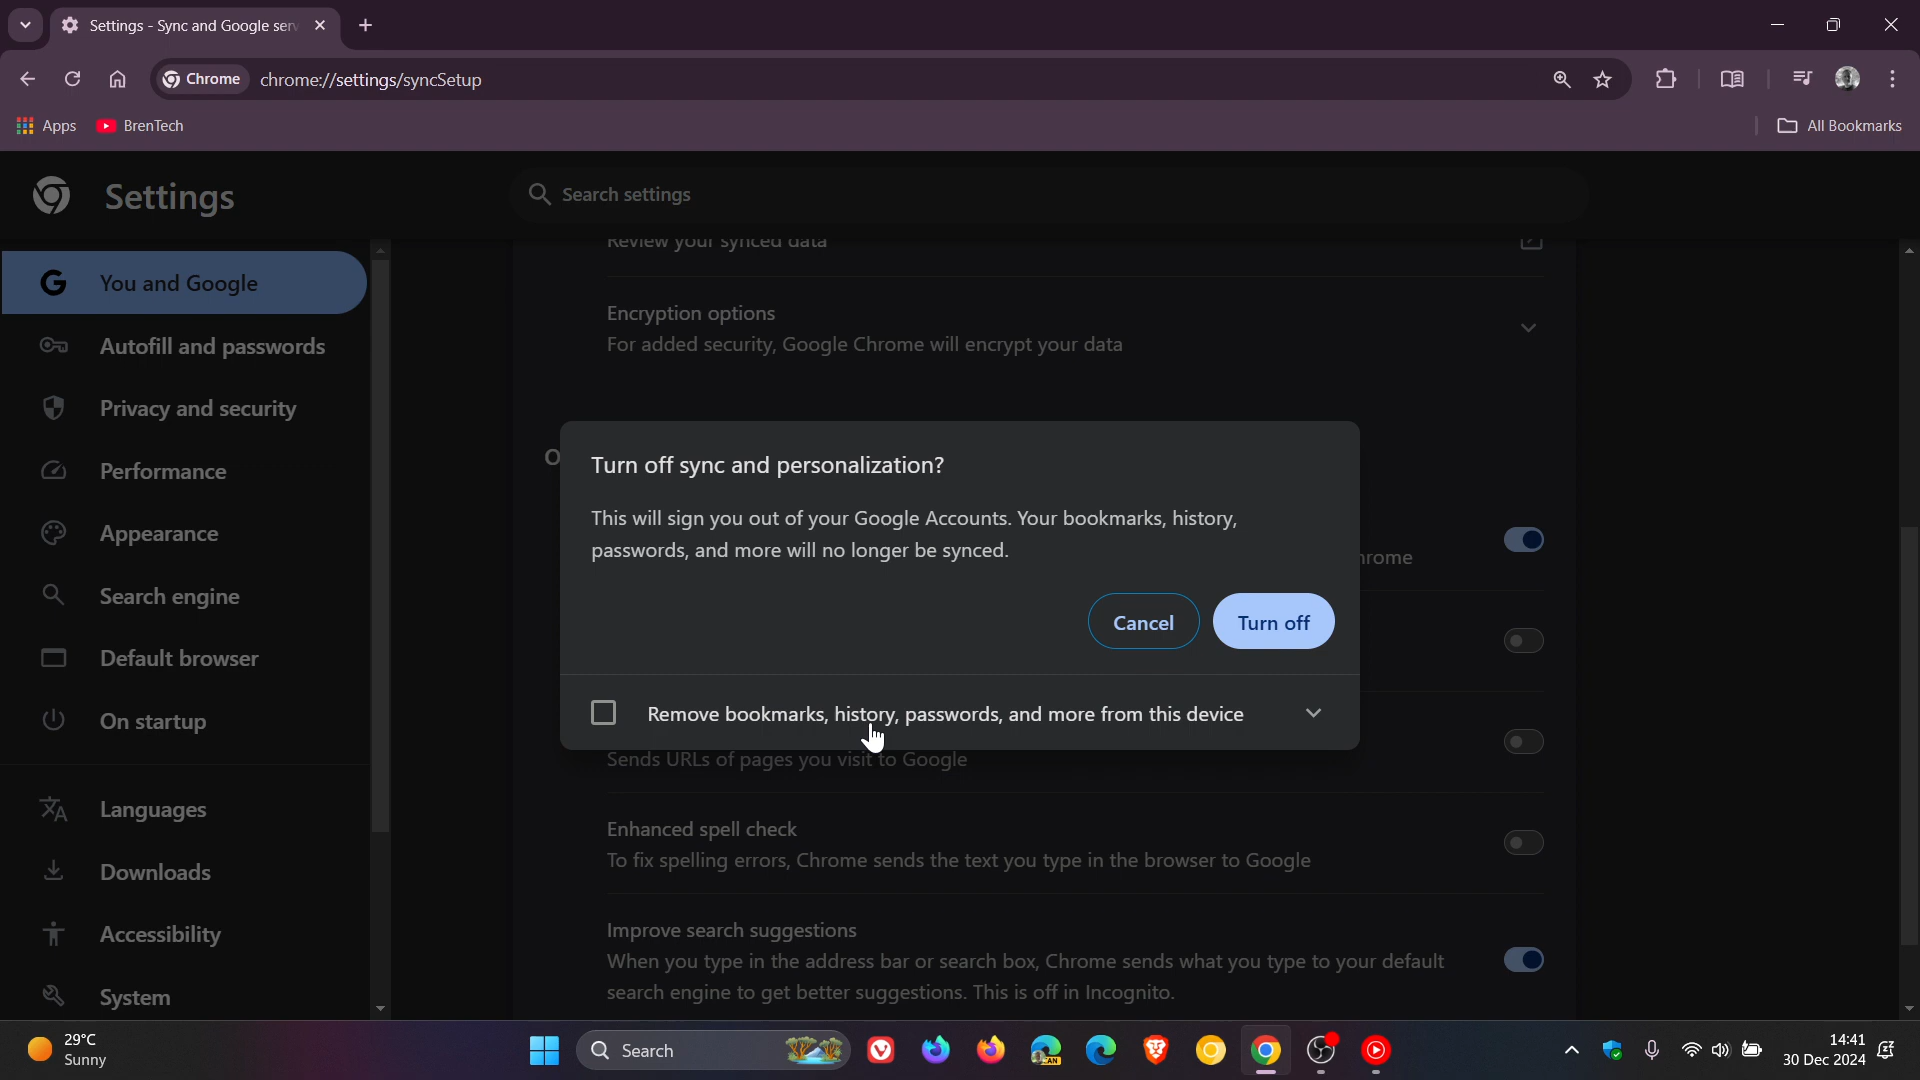 Settings - Sync and Google serv
Chrome
chrome://settings/syncSetup
Apps
BrenTech
All Bookmarks
Settings
Search settings
Review your synced data
You and Google
Encryption options
For added security, Google Chrome will encrypt your data
Autofill and passwords
Privacy and security
Performance
Appearance
Search engine
Default browser
On startup
Languages
Downloads
Accessibility
System
O
Turn off sync and personalization?
This will sign you out of your Google Accounts. Your bookmarks, history,
passwords, and more will no longer be synced.
Cancel
Turn off
Remove bookmarks, history, passwords, and more from this device
Sends URLs of pages you visit to Google
Enhanced spell check
To fix spelling errors, Chrome sends the text you type in the browser to Google
Improve search suggestions
When you type in the address bar or search box, Chrome sends what you type to your default
search engine to get better suggestions. This is off in Incognito.
29°C
Sunny
Search
CAN
14:41
30 Dec 2024